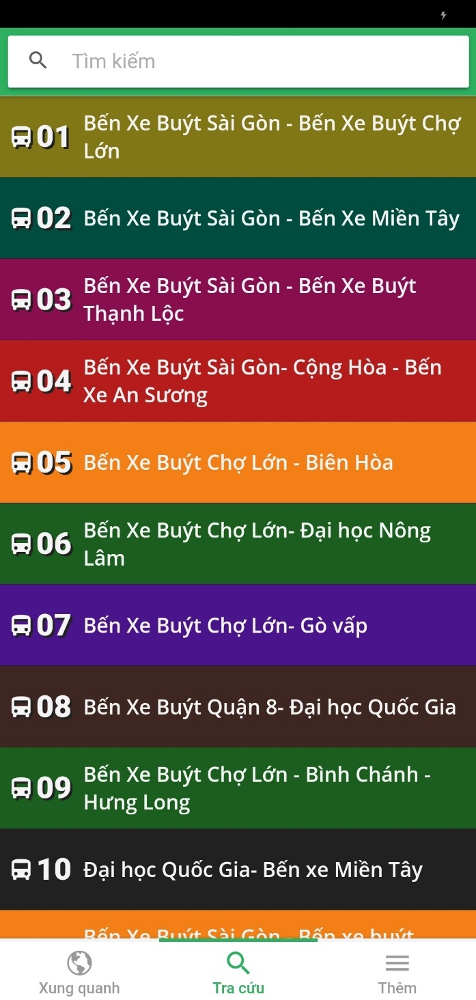 Tìm kiếm
01 Bến Xe Buýt Sài Gòn - Bến Xe Buýt Chợ
Lớn
02 Bến Xe Buýt Sài Gòn - Bến Xe Miền Tây
03 Bến Xe Buýt Sài Gòn - Bến Xe Buýt
Thạnh Lộc
04 Bến Xe Buýt Sài Gòn- Cộng Hòa - Bến
Xe An Sương
05 Bến Xe Buýt Chợ Lớn - Biên Hòa
06 Bến Xe Buýt Chợ Lớn- Đại học Nông
Lâm
07 Bến Xe Buýt Chợ Lớn- Gò vấp
08 Bến Xe Buýt Quận 8- Đại học Quốc Gia
09 Bến Xe Buýt Chợ Lớn - Bình Chánh -
Hưng Long
10 Đại học Quốc Gia- Bến xe Miền Tây
Bến Xe Buýt Sài Gòn - Bến xe buýt
Xung quanh
Tra cứu
Thêm